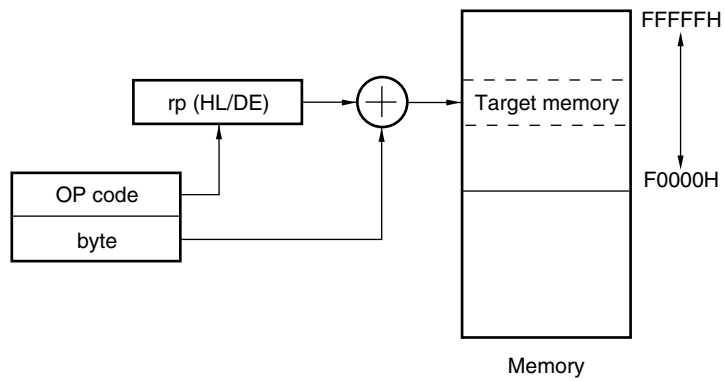 FFFFFH
rp (HL/DE)
Target memory
OP code
F0000H
byte
Memory